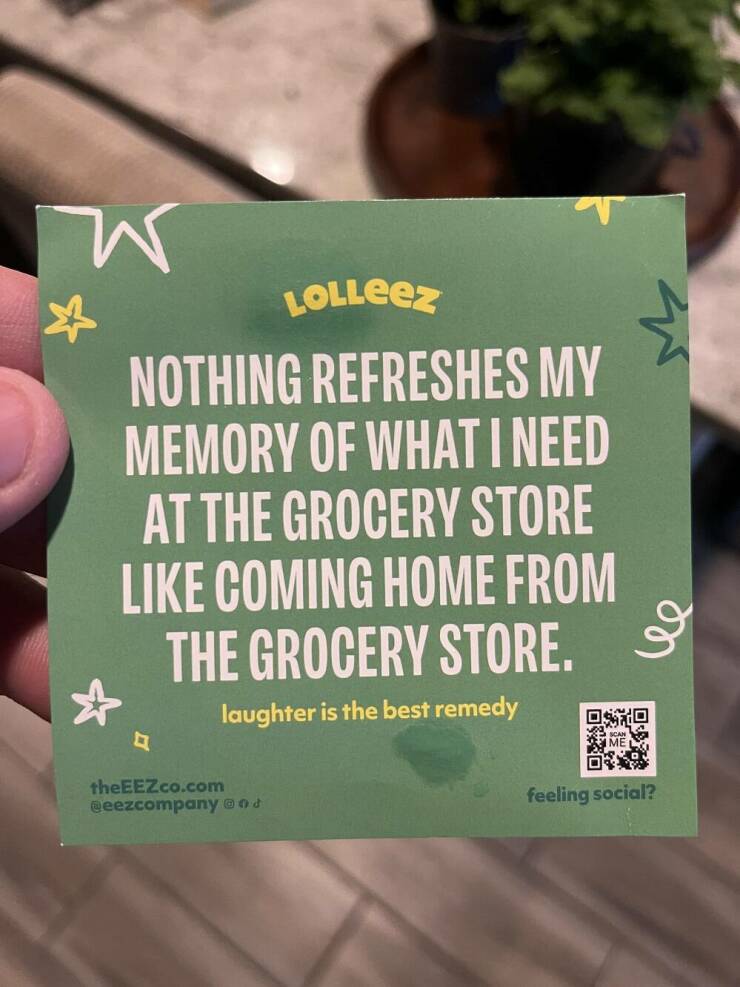 LOLLeez
NOTHING REFRESHES MY
MEMORY OF WHAT I NEED
AT THE GROCERY STORE
LIKE COMING HOME FROM
THE GROCERY STORE.
laughter is the best remedy
SCAN
ME
theEEZco.com
@eezcompany
feeling social?